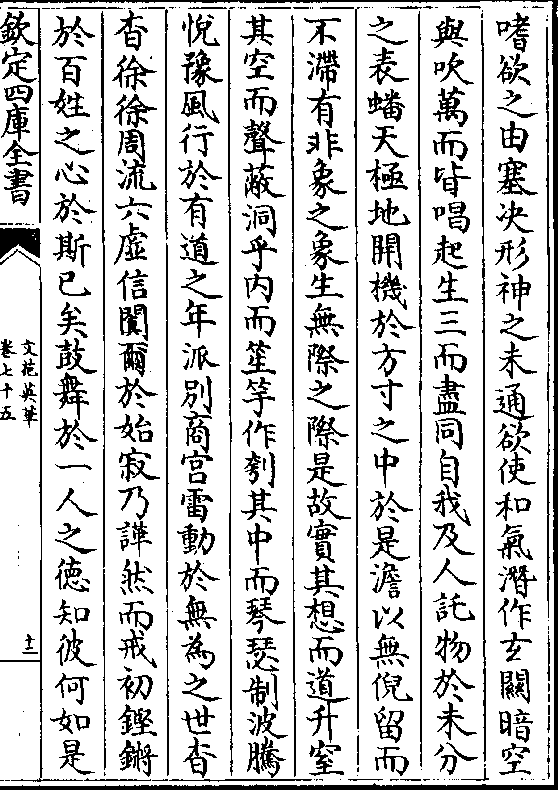 嗜欲之由塞决形神之未通欲使和氣潛作玄關暗空
與吹萬而皆唱起生三而盡同自我及人託物於未分
之表蟠天極地開機於方寸之中於是澹以無倪留而
不滯有非象之象生無際之際是故實其想而道升窒
其空而聲蔽洞乎内而笙竽作刳其中而琴瑟制波騰
悅豫風行於有道之年派別商宫雷動於無為之世杳
杳徐徐周流六虛信闃爾於始寂乃譁然而戒初鏗鏘
於百姓之心於斯已矣鼓舞於一人之德知彼何如是
欽定四庫全書
文苑英華
卷七十五
十二